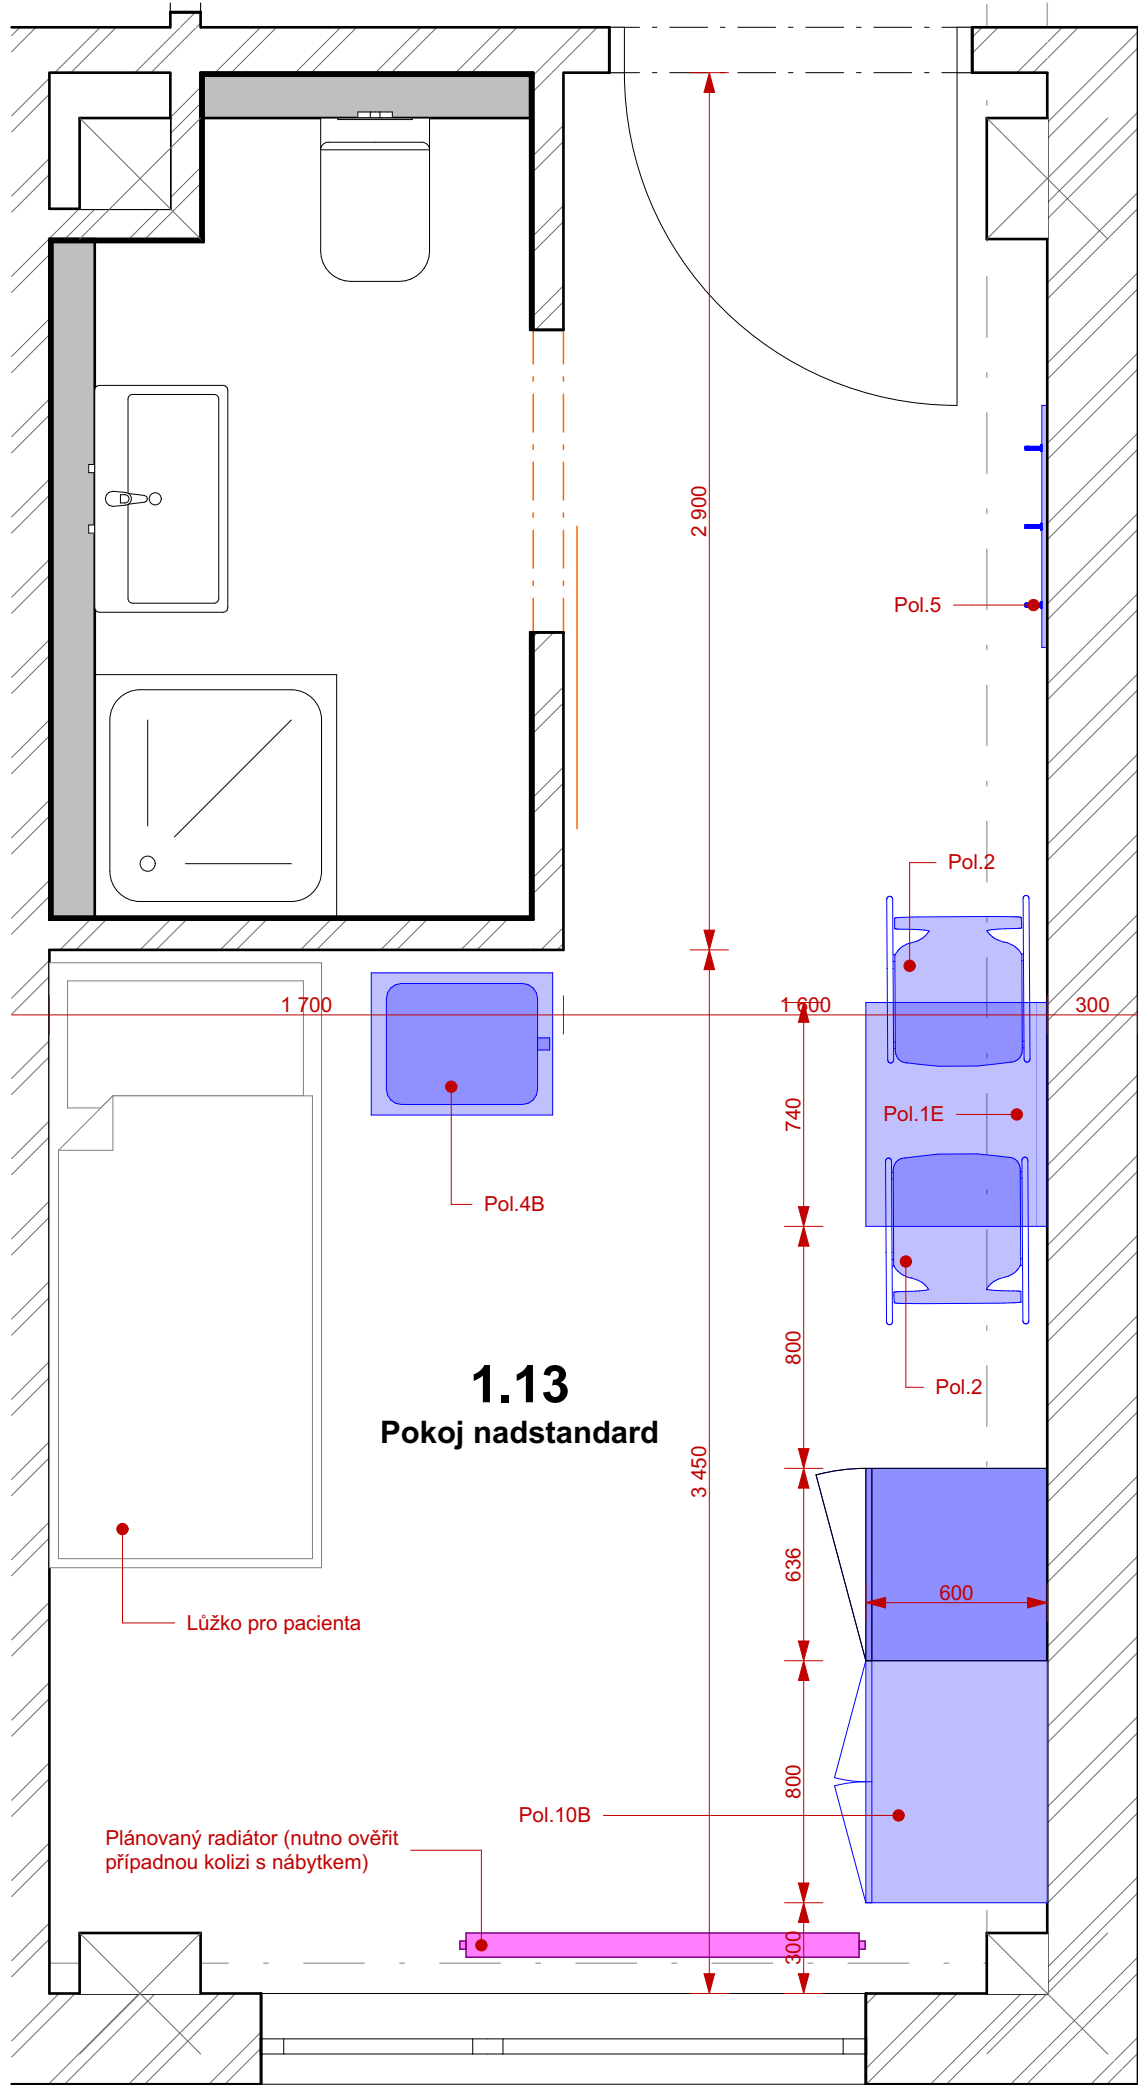 2 900
Pol.5
Pol.2
1 700
1 600
300
740
Pol.1E
Pol.4B
800
Pol.2
1.13
Pokoj nadstandard
3 450
636
600
Lůžko pro pacienta
800
Pol.10B
Plánovaný radiátor (nutno ověřit
případnou kolizi s nábytkem)
300